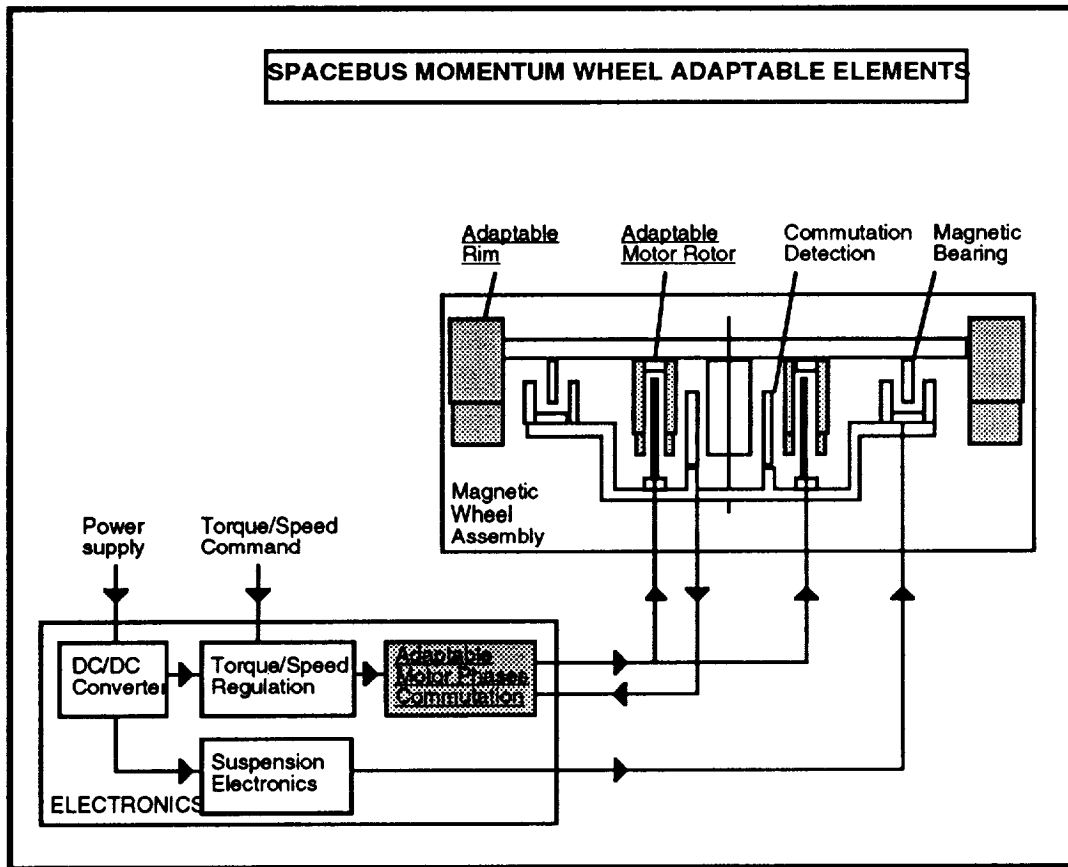 SPACEBUS MOMENTUM WHEEL ADAPTABLE ELEMENTS
Adaptable
Rim
Adaptable
Motor Rotor
Commutation
Detection
Magnetic
Bearing
Magnetic
Wheel
Assembly
Power
supply
Torque/Speed
Command
DC/DC
Converter
Torque/Speed
Regulation
Adaptable
Motor Phases
Commutation
Suspension
Electronics
ELECTRONICS